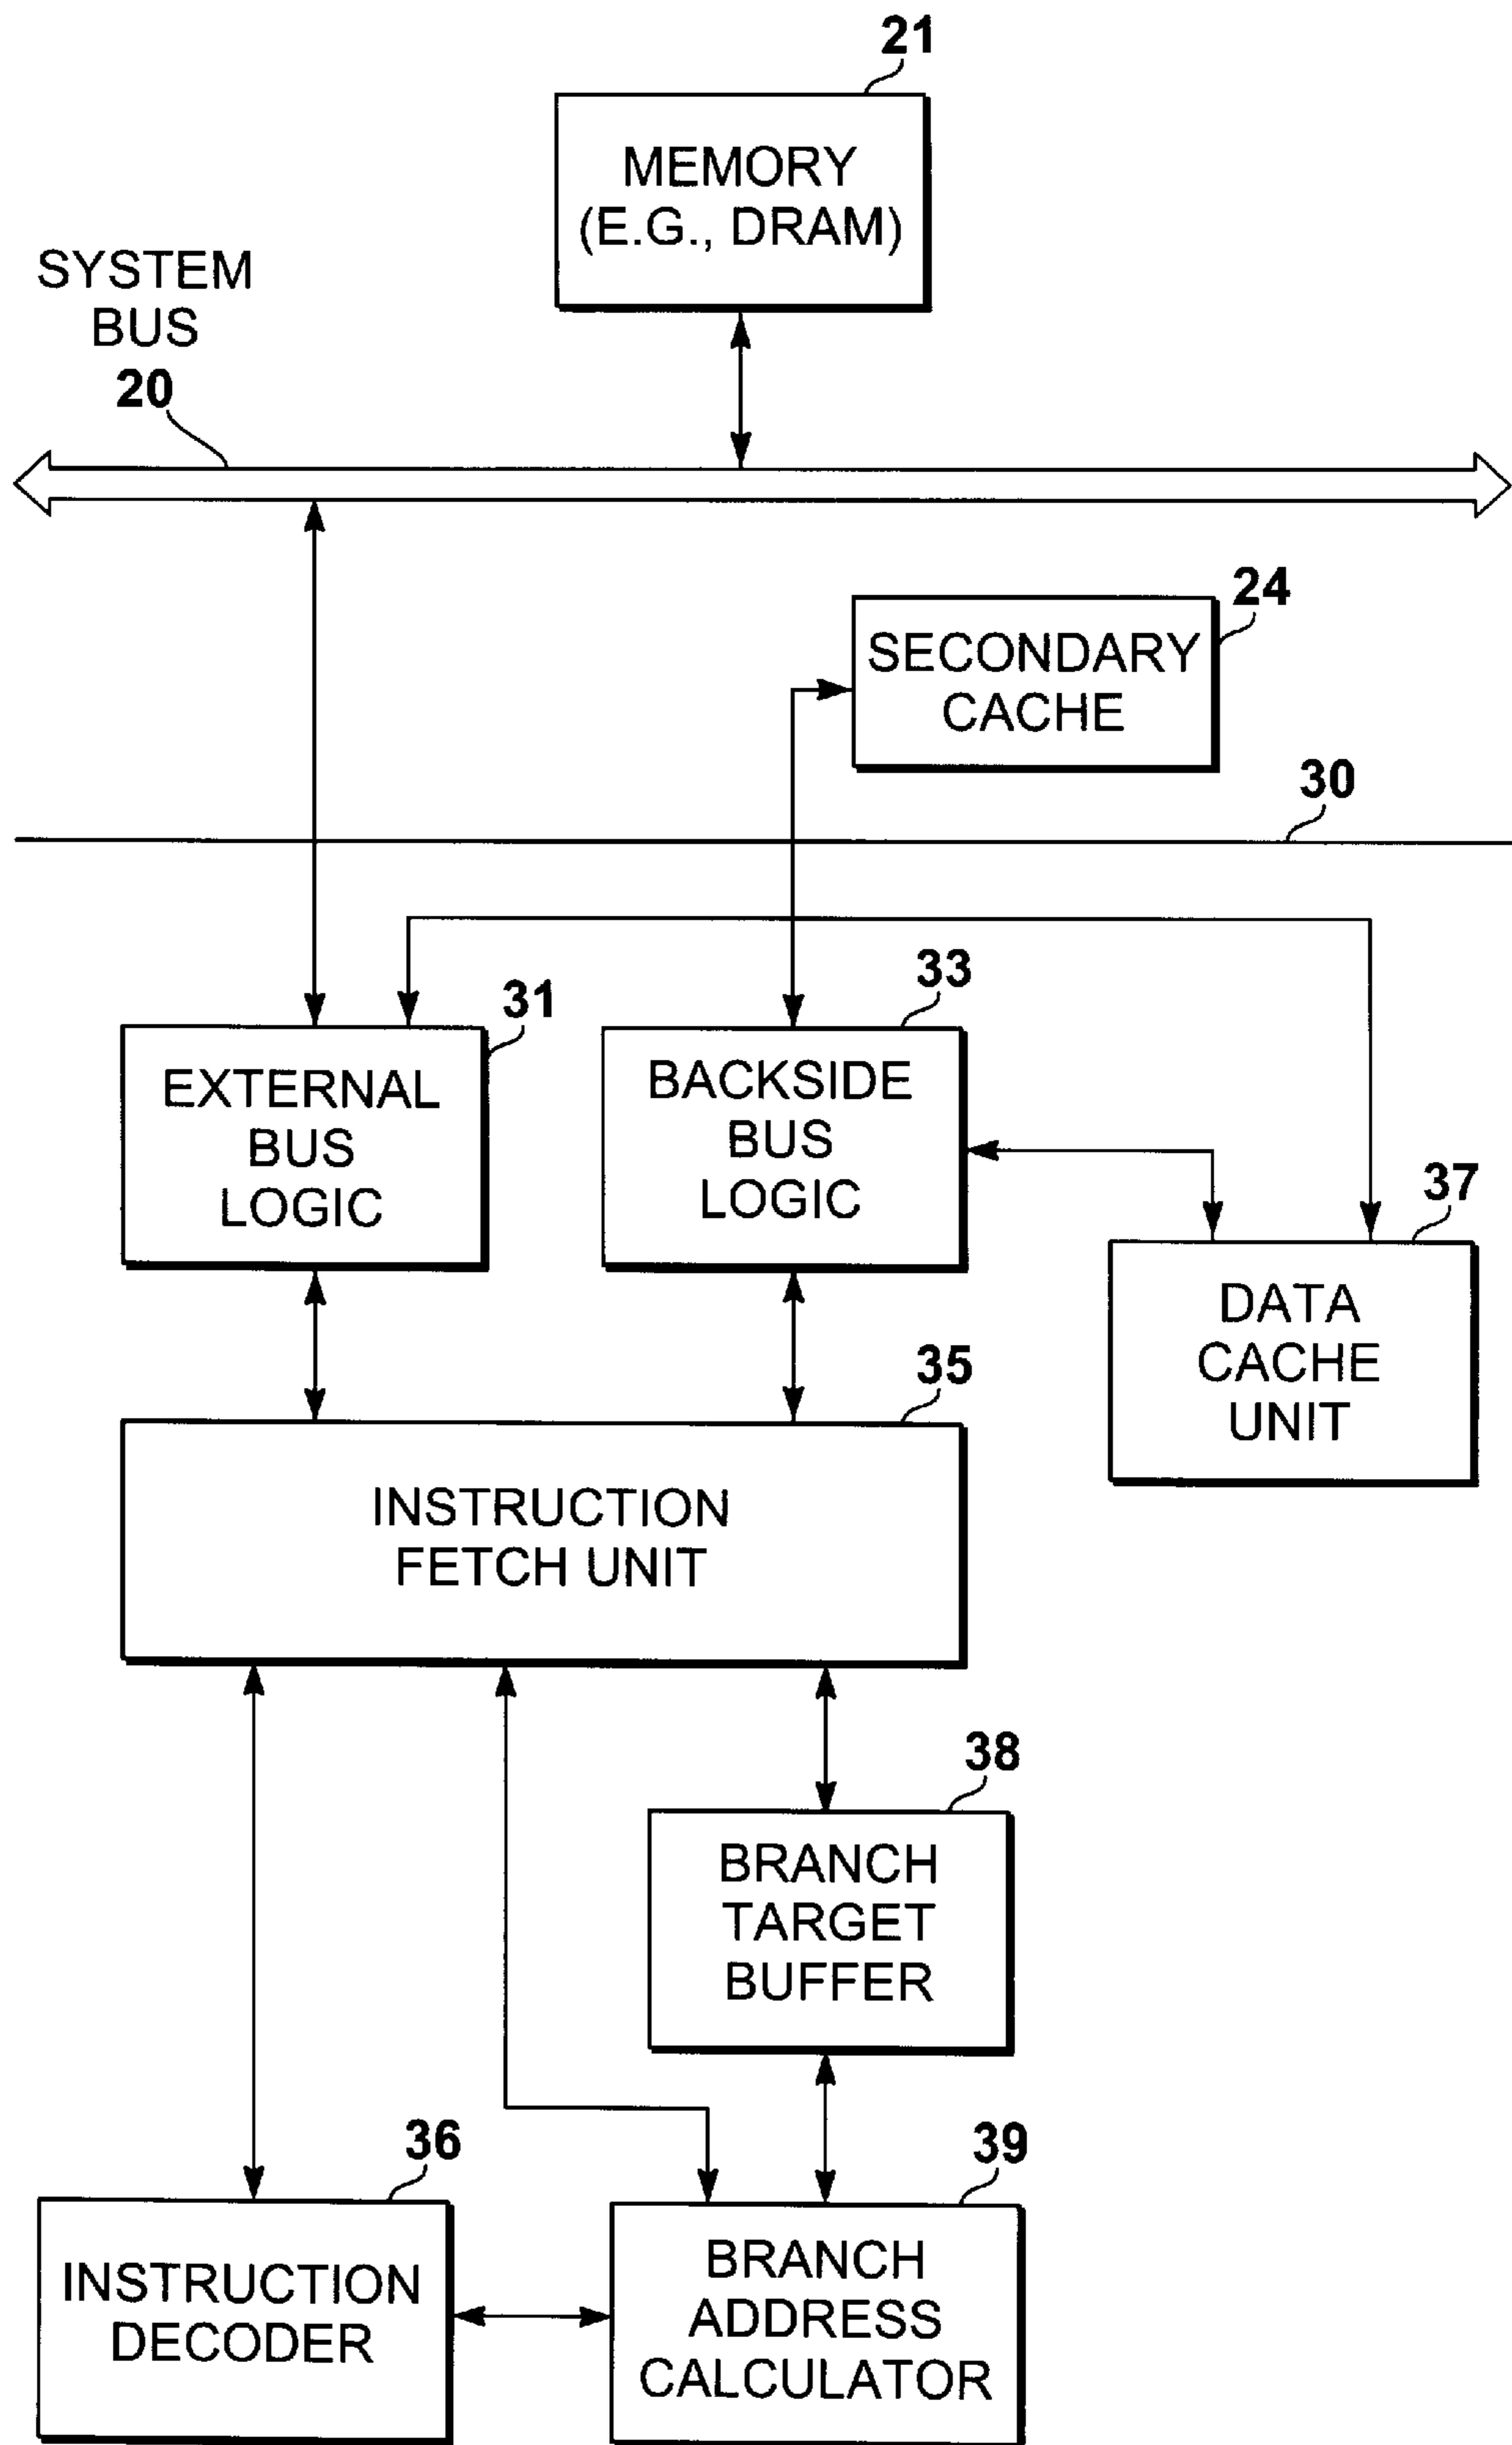 21
MEMORY
(E.G., DRAM)
SYSTEM
BUS
20
24
SECONDARY
CACHE
30
33
31
EXTERNAL
BUS
LOGIC
BACKSIDE
BUS
LOGIC
37
DATA
CACHE
UNIT
35
INSTRUCTION
FETCH UNIT
38
BRANCH
TARGET
BUFFER
36
39
INSTRUCTION
DECODER
BRANCH
ADDRESS
CALCULATOR